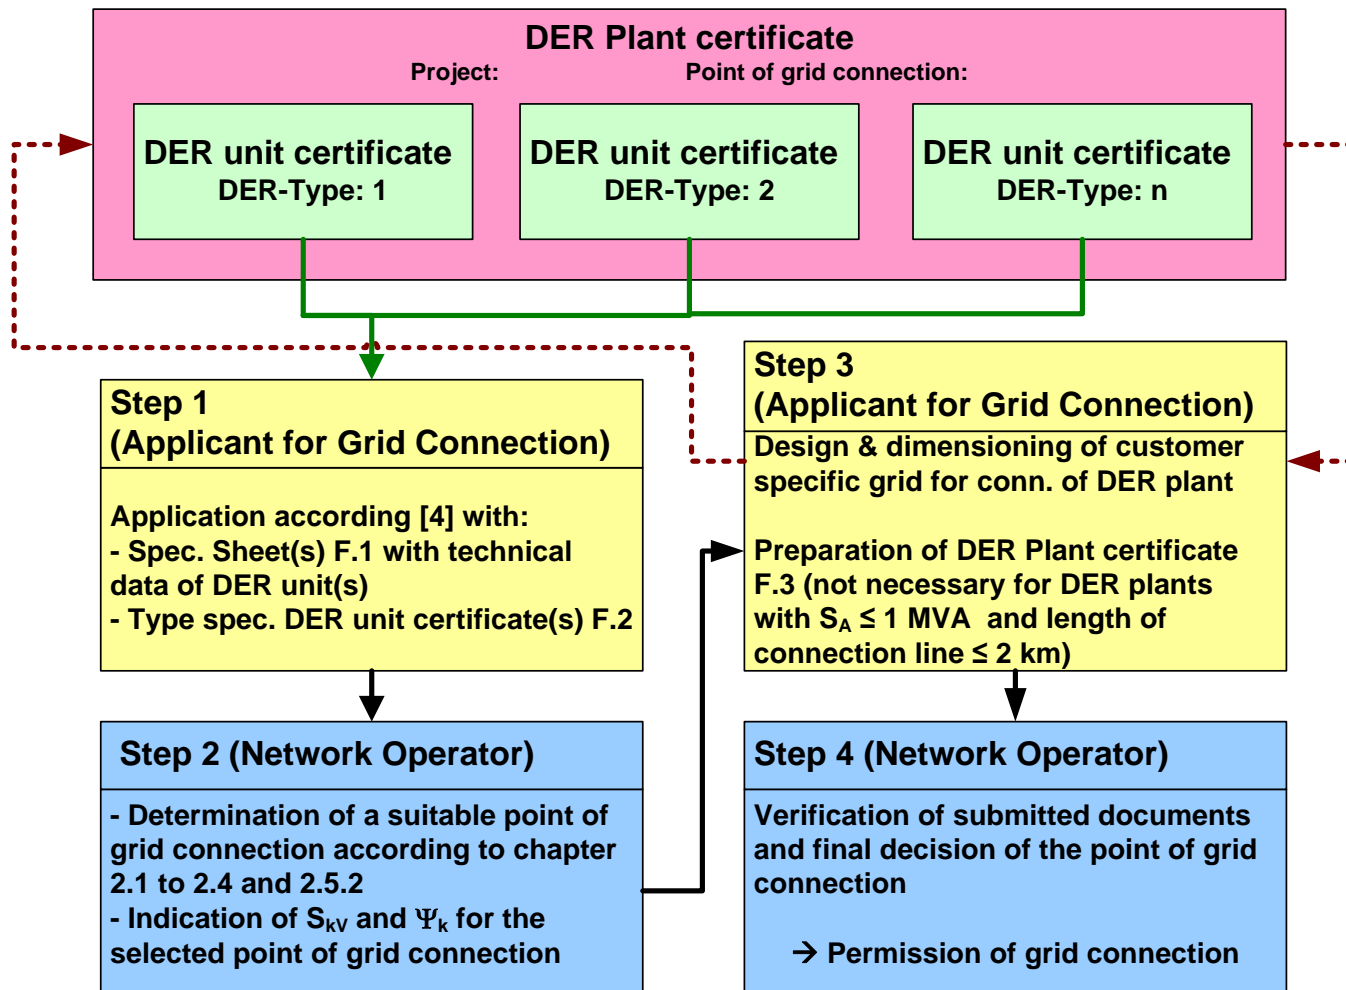 DER Plant certificate
Project: Point of grid connection:
DER unit certificate
DER-Type: 1
DER unit certificate
DER-Type: 2
DER unit certificate
DER-Type: n
Step 1
(Applicant for Grid Connection)
Application according [4] with:
- Spec. Sheet(s) F.1 with technical
data of DER unit(s)
- Type spec. DER unit certificate(s) F.2
Step 2 (Network Operator)
- Determination of a suitable point of
grid connection according to chapter
2.1 to 2.4 and 2.5.2
- Indication of SkV and Ψk for the
selected point of grid connection
Step 3
(Applicant for Grid Connection)
Design & dimensioning of customer
specific grid for conn. of DER plant
Preparation of DER Plant certificate
F.3 (not necessary for DER plants
with SA ≤ 1 MVA and length of
connection line ≤ 2 km)
Step 4 (Network Operator)
Verification of submitted documents
and final decision of the point of grid
connection
→ Permission of grid connection